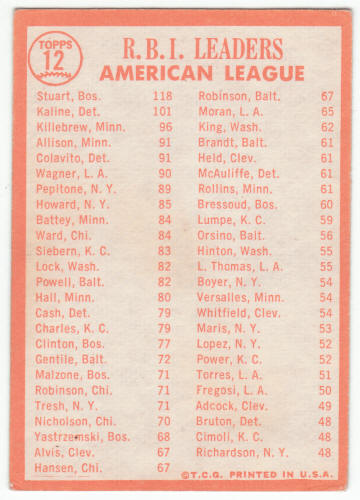 TOPPS
12
R.B.I. LEADERS
AMERICAN LEAGUE
Stuart, Bos. 118
Kaline, Det. 101
Killebrew, Minn. 96
Allison, Minn. 91
Colavito, Det. 91
Wagner, L. A. 90
Pepitone, N. Y. 89
Howard, N. Y. 85
Battey, Minn. 84
Ward, Chi. 84
Siebern, K. C. 83
Lock, Wash. 82
Powell, Balt. 82
Hall, Minn. 80
Cash, Det. 79
Charles, K. C. 79
Clinton, Bos. 77
Gentile, Balt. 72
Malzone, Bos. 71
Robinson, Chi. 71
Tresh, N. Y. 71
Nicholson, Chi. 70
Yastrzemski, Bos. 68
Alvis, Clev. 67
Hansen, Chi. 67
Robinson, Balt. 67
Moran, L. A. 65
King, Wash. 62
Brandt, Balt. 61
Held, Clev. 61
McAuliffe, Det. 61
Rollins, Minn. 61
Bressoud, Bos. 60
Lumpe, K. C. 59
Orsino, Balt. 56
Hinton, Wash. 55
L. Thomas, L. A. 55
Boyer, N. Y. 54
Versalles, Minn. 54
Whitfield, Clev. 54
Maris, N. Y. 53
Lopez, N. Y. 52
Power, K. C. 52
Torres, L. A. 51
Fregosi, L. A. 50
Adcock, Clev. 49
Bruton, Det. 48
Cimoli, K. C. 48
Richardson, N. Y. 48
©T.C.G. PRINTED IN U.S.A.